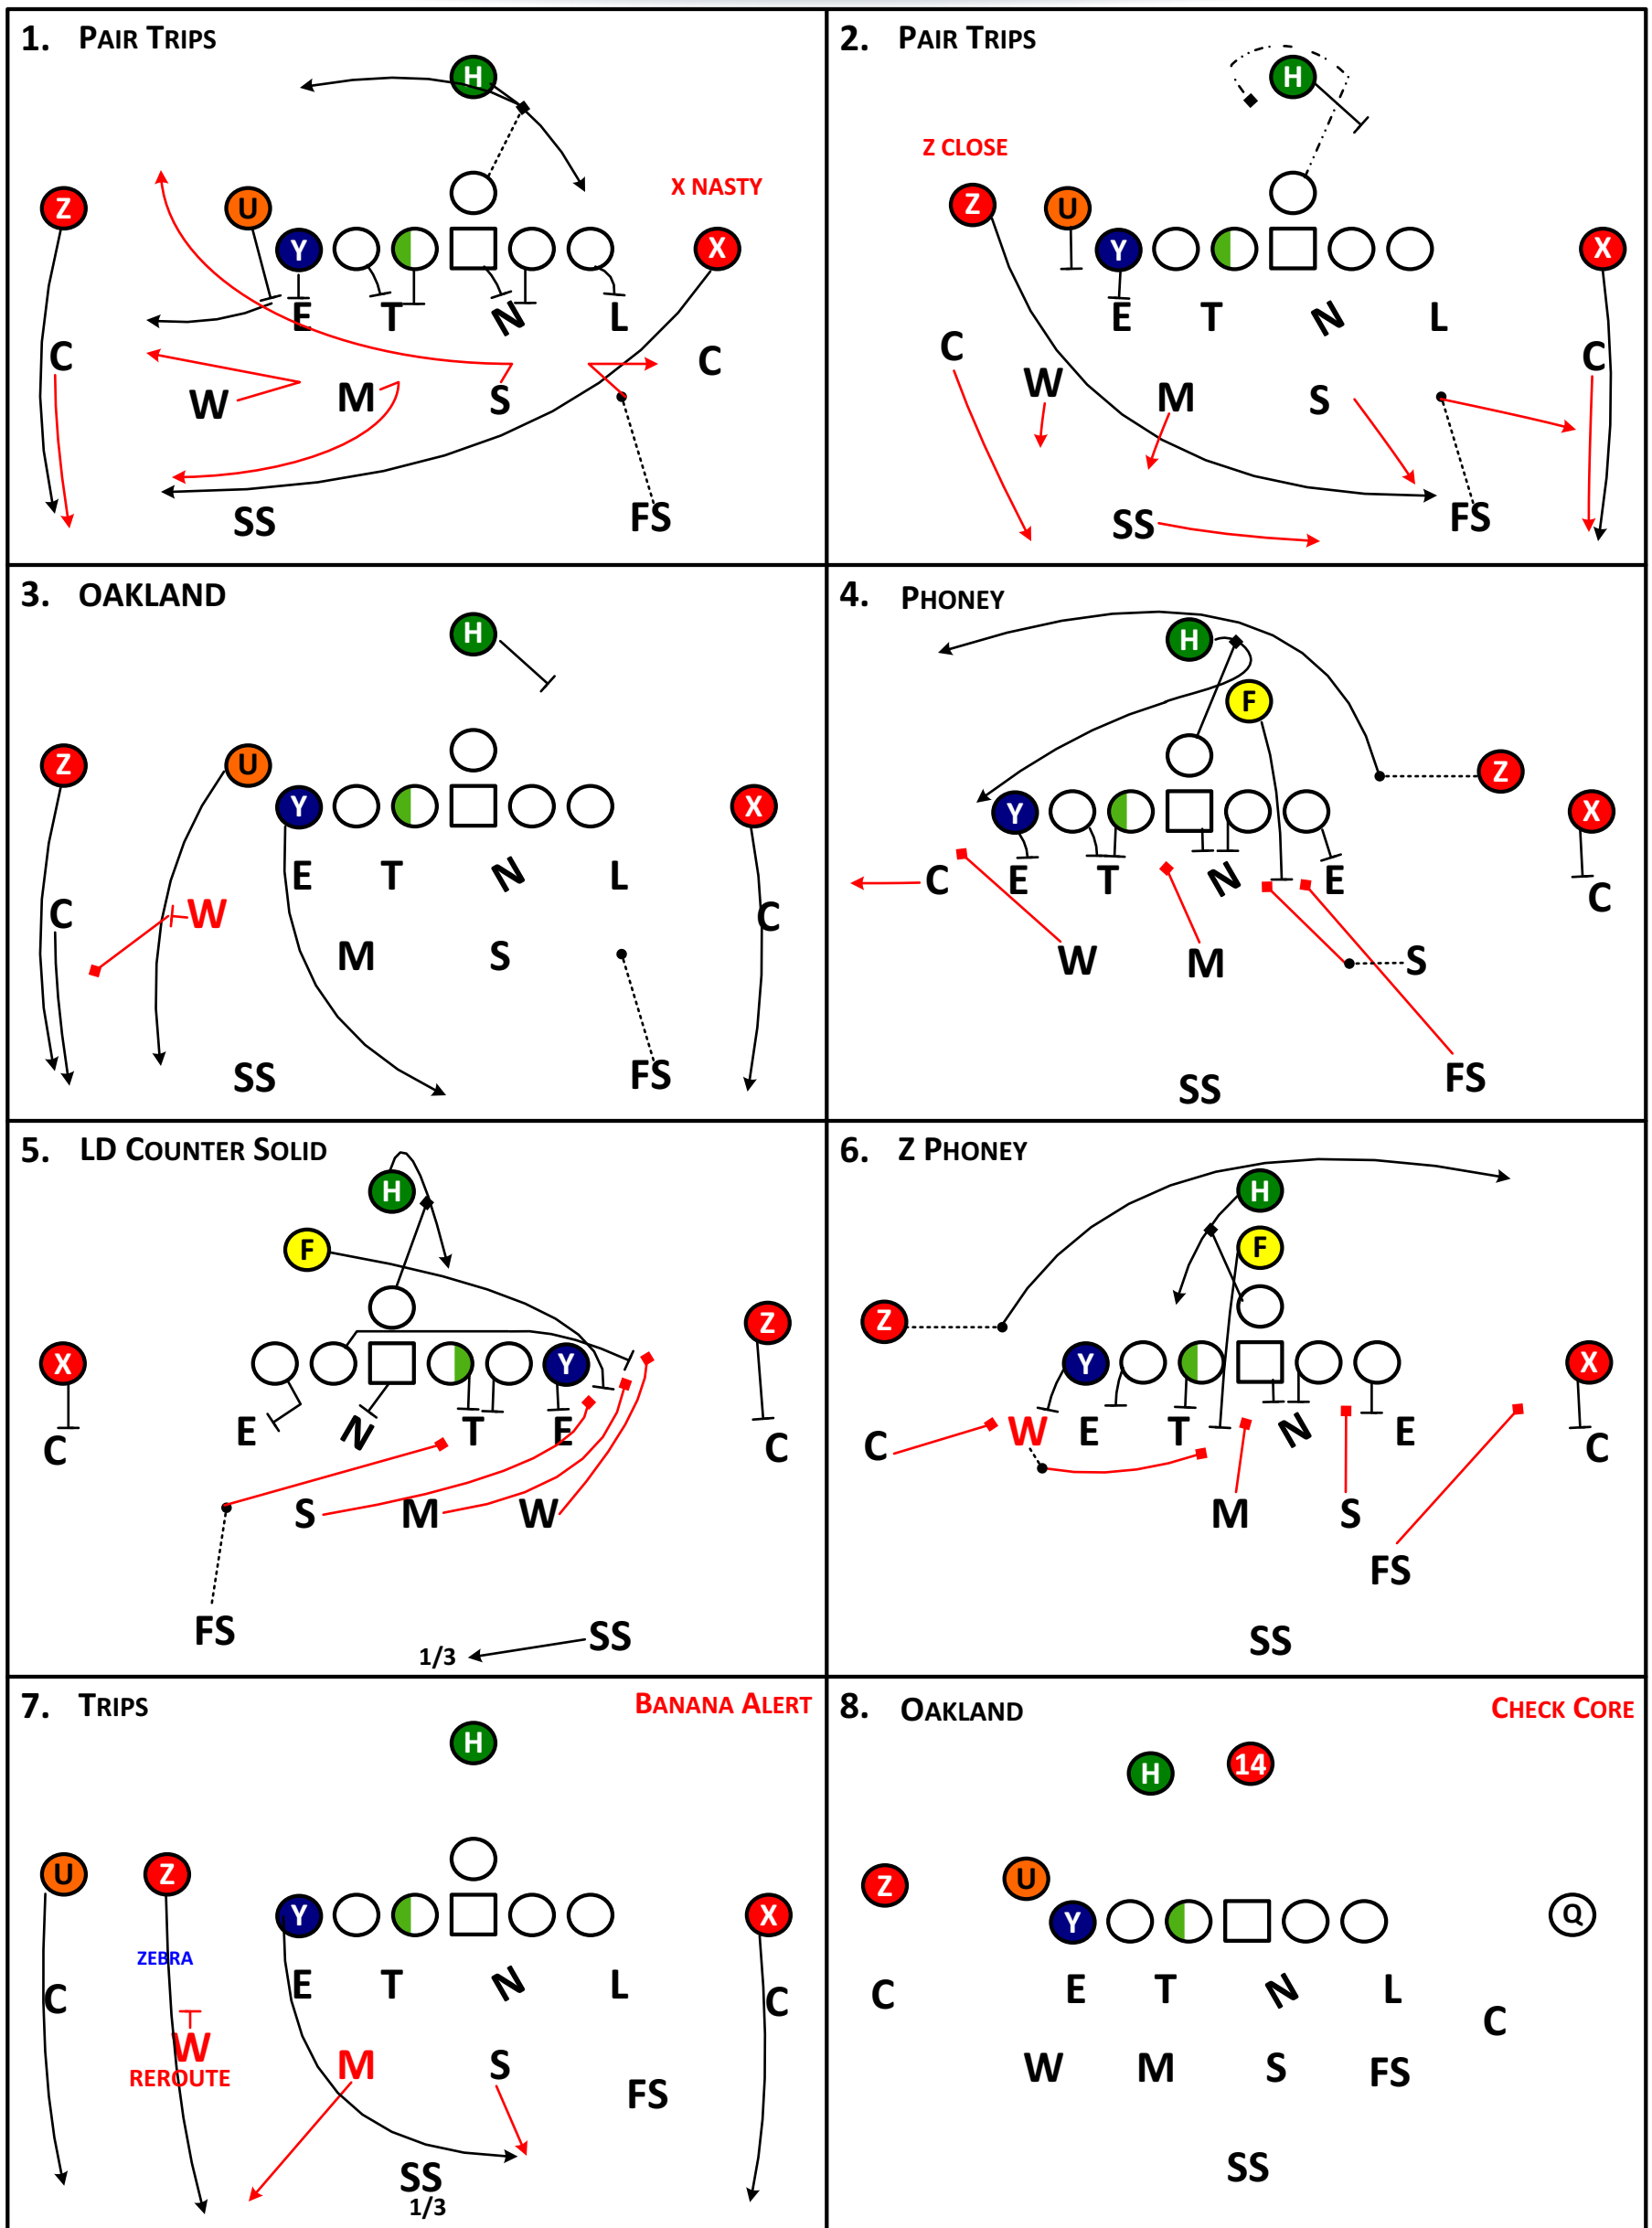 1. PAIR TRIPS
H
X NASTY
Z U
Y X
E T N L
C C
W M S
SS FS
2. PAIR TRIPS
H
Z CLOSE
Z U
Y X
E T N L
C C
W M S
SS FS
3. OAKLAND
H
Z U
Y X
E T N L
C W C
M S
SS FS
4. PHONEY
H
F
Z
Y X
C E T N E C
W M S
SS FS
5. LD COUNTER SOLID
H
F
Z
X Y
E N T E
C C
S M W
FS SS
1/3
6. Z PHONEY
H
F
Z
Y X
C W E T N E C
M S
FS
SS
7. TRIPS BANANA ALERT
H
U Z
Y X
ZEBRA
C E T N L C
W
REROUTE M S
FS
SS
1/3
8. OAKLAND CHECK CORE
H 14
Z U
Y Q
C E T N L
C
W M S FS
SS